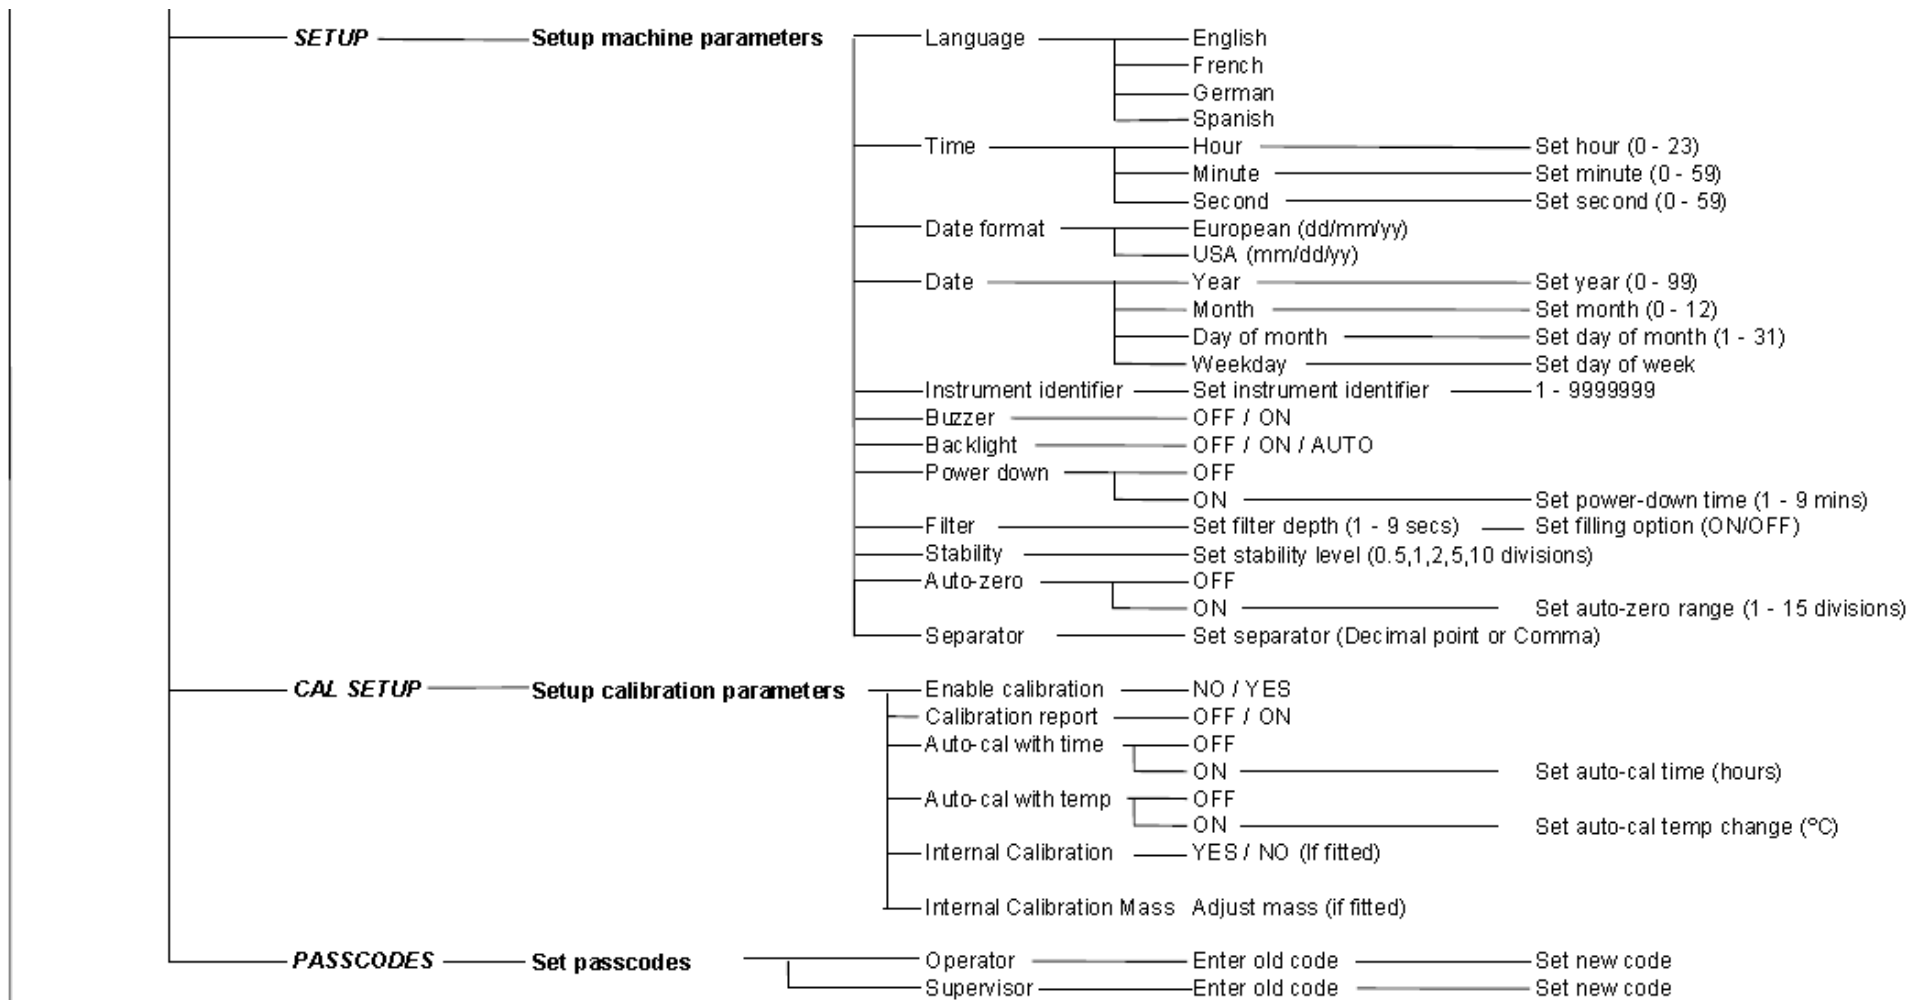 SETUP Setup machine parameters Language English
French
German
Spanish
Time Hour Set hour (0 - 23)
Minute Set minute (0 - 59)
Second Set second (0 - 59)
Date format European (dd/mm/yy)
USA (mm/dd/yy)
Date Year Set year (0 - 99)
Month Set month (0 - 12)
Day of month Set day of month (1 - 31)
Weekday Set day of week
Instrument identifier Set instrument identifier 1 - 9999999
Buzzer OFF / ON
Backlight OFF / ON / AUTO
Power down OFF
ON Set power-down time (1 - 9 mins)
Filter Set filter depth (1 - 9 secs) Set filling option (ON/OFF)
Stability Set stability level (0.5,1,2,5,10 divisions)
Auto-zero OFF
ON Set auto-zero range (1 - 15 divisions)
Separator Set separator (Decimal point or Comma)
CAL SETUP Setup calibration parameters Enable calibration NO / YES
Calibration report OFF / ON
Auto-cal with time OFF
ON Set auto-cal time (hours)
Auto-cal with temp OFF
ON Set auto-cal temp change (°C)
Internal Calibration YES / NO (If fitted)
Internal Calibration Mass Adjust mass (if fitted)
PASSCODES Set passcodes Operator Enter old code Set new code
Supervisor Enter old code Set new code